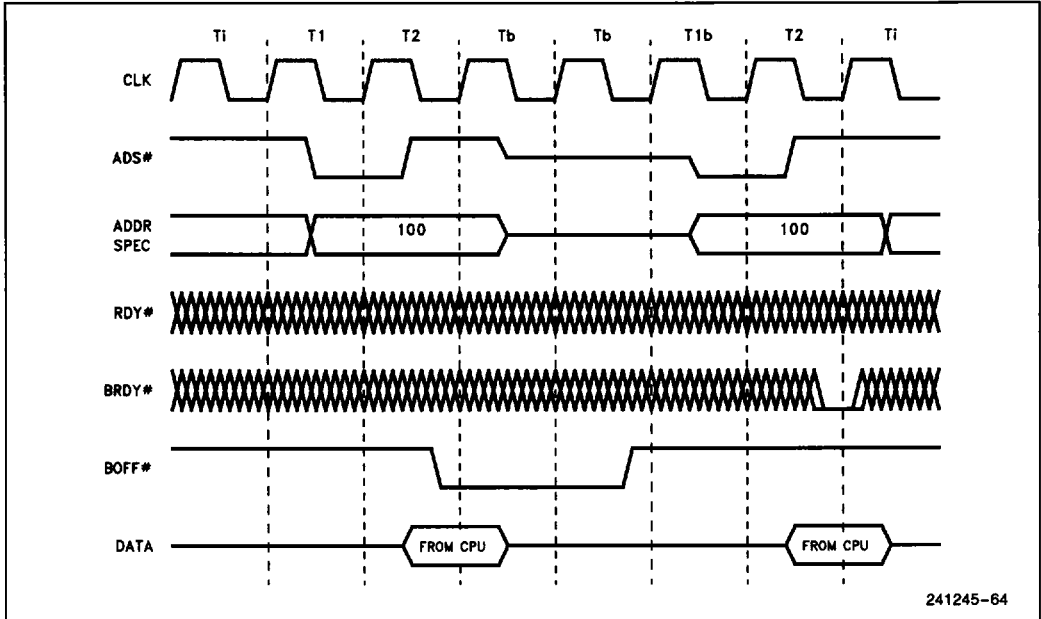 Ti T1 T2 Tb Tb T1b T2 Ti
CLK
ADS#
ADDR
SPEC
100 100
RDY#
BRDY#
BOFF#
DATA
FROM CPU FROM CPU
241245-64